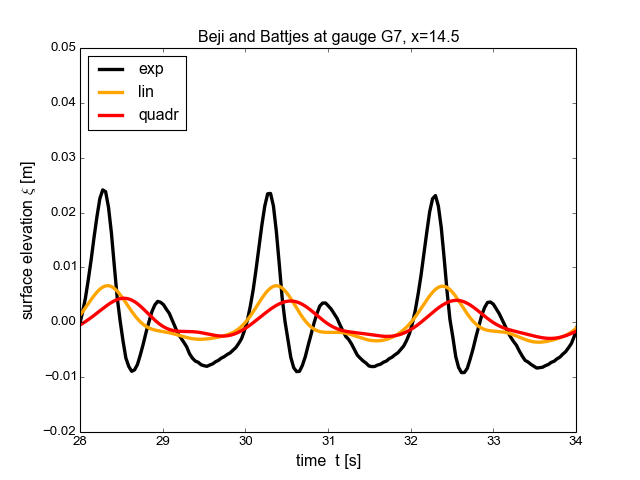 Beji and Battjes at gauge G7, x=14.5
0.05
0.04
0.03
0.02
0.01
0.00
−0.01
−0.02
surface elevation ξ [m]
exp
lin
quadr
28 29 30 31 32 33 34
time t [s]